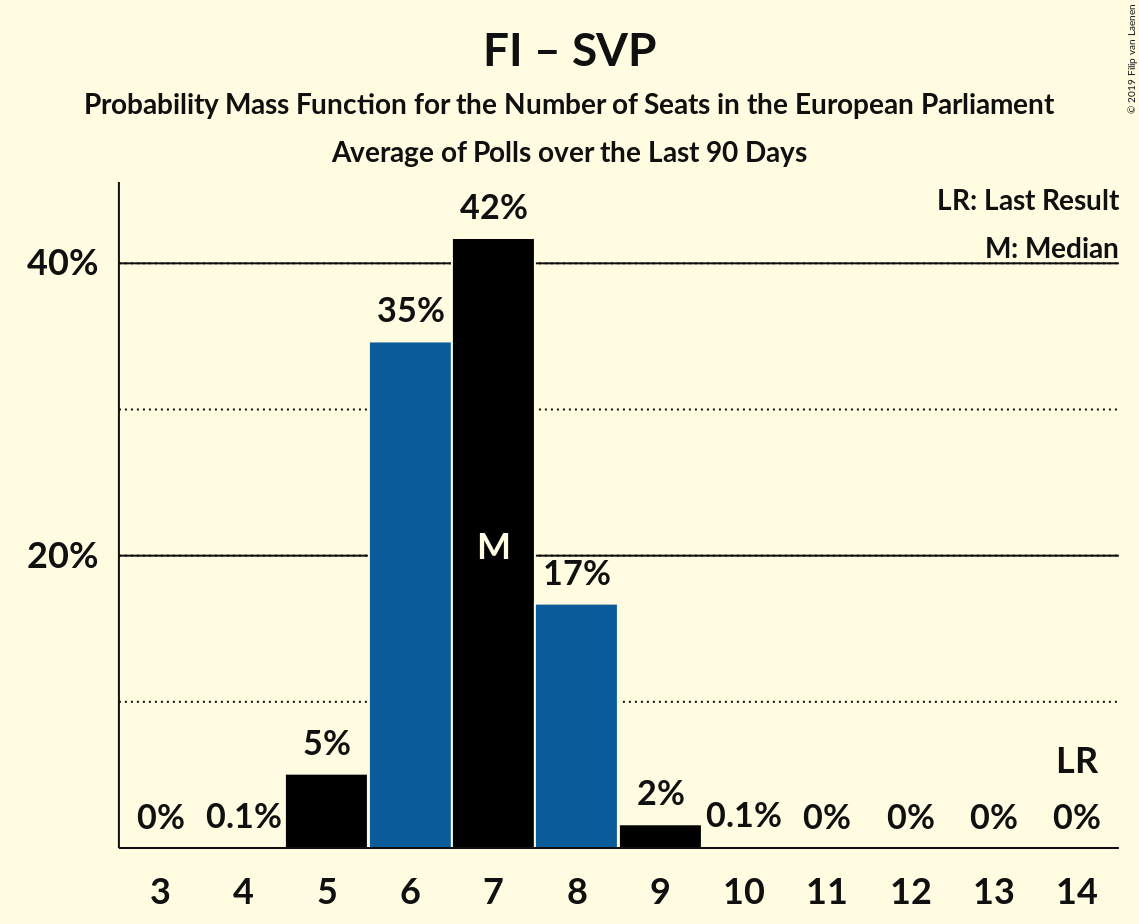 FI – SVP
Probability Mass Function for the Number of Seats in the European Parliament
Average of Polls over the Last 90 Days
© 2019 Filip van Laenen
LR: Last Result
M: Median
40%
20%
0%
0.1%
5%
35%
42%
M
17%
2%
0.1%
0%
0%
0%
LR
0%
3 4 5 6 7 8 9 10 11 12 13 14